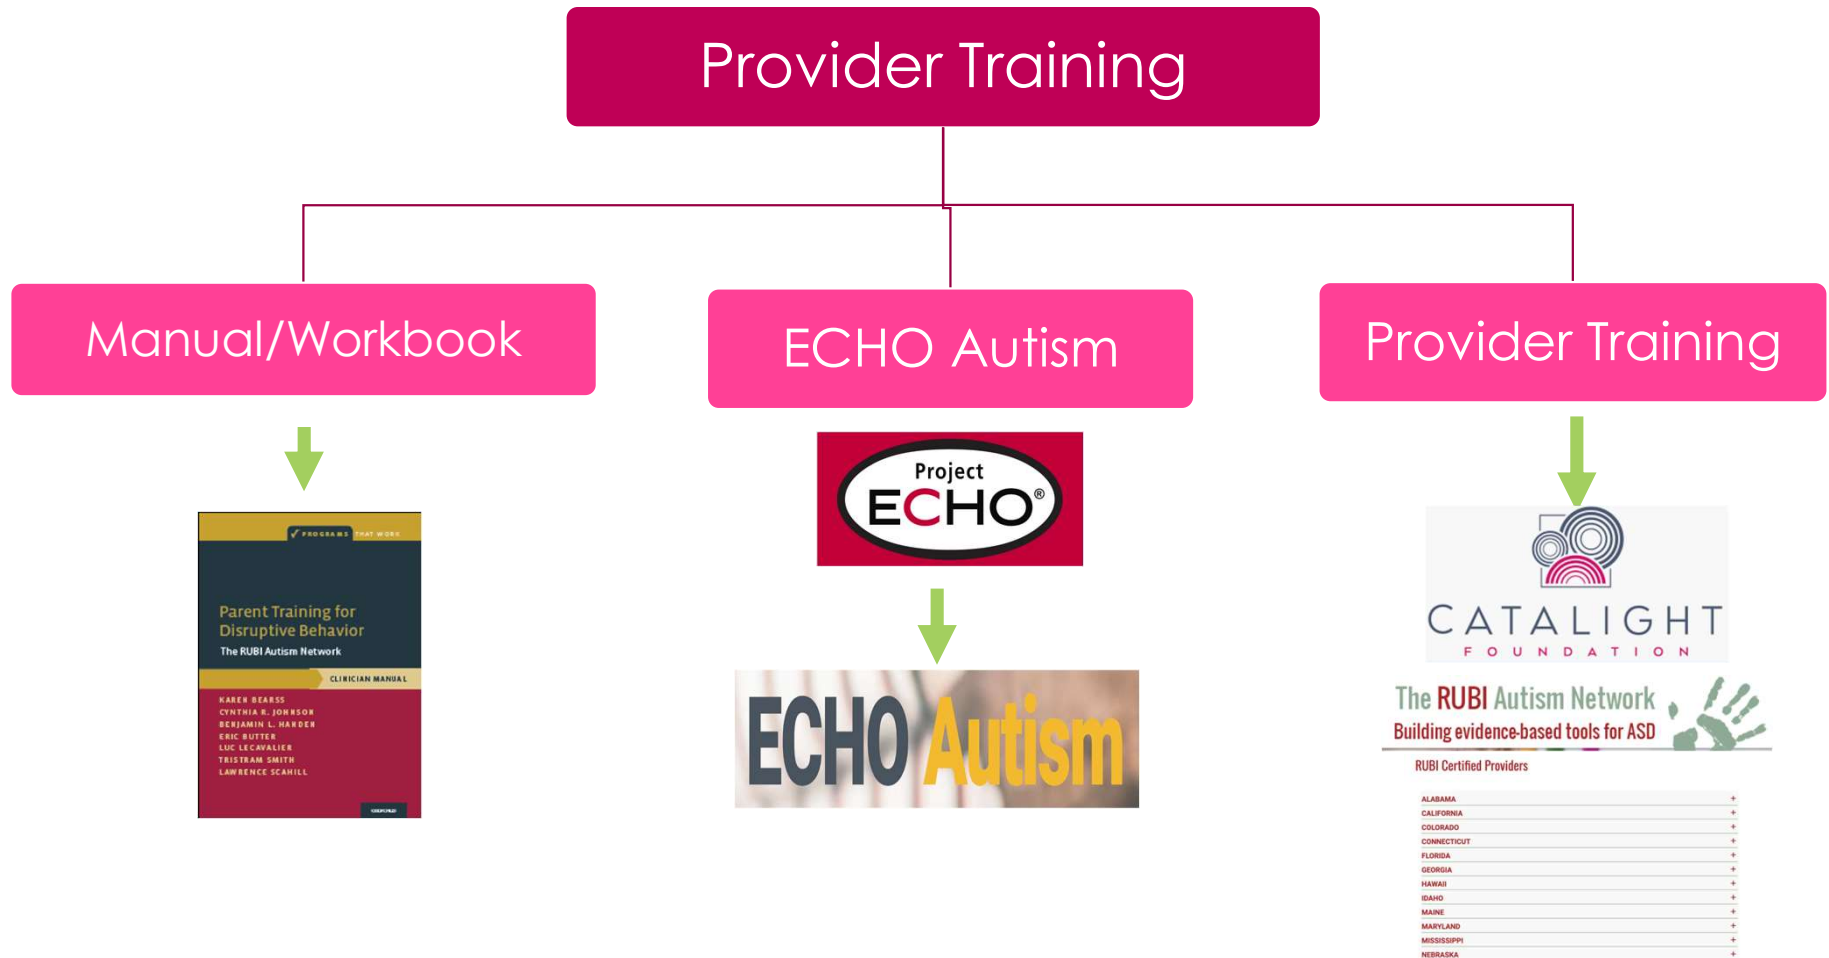 Provider Training
Manual/Workbook
ECHO Autism
Provider Training
PROGRAMS THAT WORK
Parent Training for
Disruptive Behavior
The RUBI Autism Network
CLINICIAN MANUAL
KAREN BEARSS
CYNTHIA R. JOHNSON
BENJAMIN L. HANDEN
ERIC BUTTER
LUC LECAVALIER
TRISTRAM SMITH
LAWRENCE SCAHILL
Project
ECHO®
ECHO Autism
CATALIGHT
FOUNDATION
The RUBI Autism Network
Building evidence-based tools for ASD
RUBI Certified Providers
ALABAMA +
CALIFORNIA +
COLORADO +
CONNECTICUT +
FLORIDA +
GEORGIA +
HAWAII +
IDAHO +
MAINE +
MARYLAND +
MISSISSIPPI +
NEBRASKA +